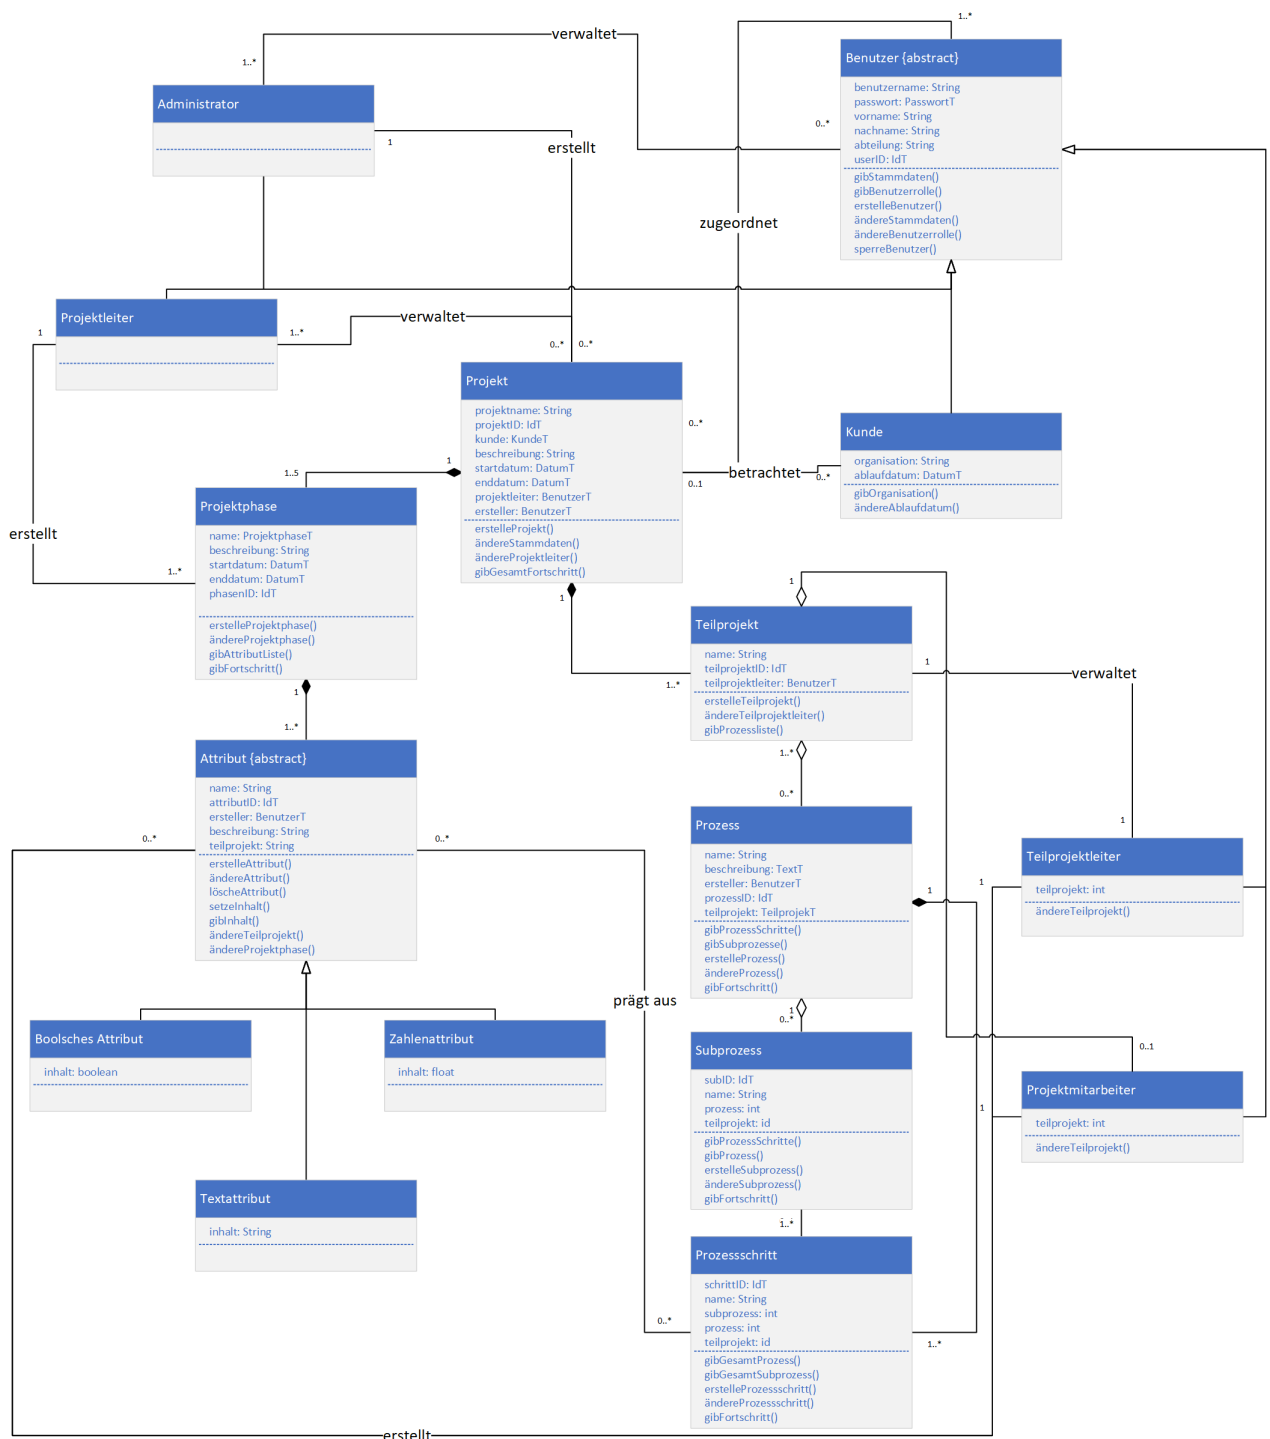 verwaltet
1..*
1..*
Benutzer {abstract}
benutzername: String
passwort: PasswortT
vorname: String
nachname: String
abteilung: String
userID: IdT
gibStammdaten()
gibBenutzerrolle()
erstelleBenutzer()
ändereStammdaten()
ändereBenutzerrolle()
sperreBenutzer()
0..*
Administrator
1
erstellt
zugeordnet
Projektleiter
1
1..*
verwaltet
0..*
0..*
Projekt
projektname: String
projektID: IdT
kunde: KundeT
beschreibung: String
startdatum: DatumT
enddatum: DatumT
projektleiter: BenutzerT
ersteller: BenutzerT
erstelleProjekt()
ändereStammdaten()
ändereProjektleiter()
gibGesamtFortschritt()
0..*
0..1
betrachtet
0..*
Kunde
organisation: String
ablaufdatum: DatumT
gibOrganisation()
ändereAblaufdatum()
1
1..5
Projektphase
name: ProjektphaseT
beschreibung: String
startdatum: DatumT
enddatum: DatumT
phasenID: IdT
erstelleProjektphase()
ändereProjektphase()
gibAttributListe()
gibFortschritt()
erstellt
1..*
1
1..*
1
1..*
1
Teilprojekt
name: String
teilprojektID: IdT
teilprojektleiter: BenutzerT
erstelleTeilprojekt()
ändereTeilprojektleiter()
gibProzessliste()
1
verwaltet
1
1..*
0..*
Attribut {abstract}
name: String
attributID: IdT
ersteller: BenutzerT
beschreibung: String
teilprojekt: String
erstelleAttribut()
ändereAttribut()
löscheAttribut()
setzeInhalt()
gibInhalt()
ändereTeilprojekt()
ändereProjektphase()
0..*
0..*
Prozess
name: String
beschreibung: TextT
ersteller: BenutzerT
prozessID: IdT
teilprojekt: TeilprojekT
gibProzessSchritte()
gibSubprozesse()
erstelleProzess()
ändereProzess()
gibFortschritt()
1
1
Teilprojektleiter
teilprojekt: int
ändereTeilprojekt()
prägt aus
1
0..*
Boolsches Attribut
inhalt: boolean
Zahlenattribut
inhalt: float
Subprozess
subID: IdT
name: String
prozess: int
teilprojekt: id
gibProzessSchritte()
gibProzess()
erstelleSubprozess()
ändereSubprozess()
gibFortschritt()
0..1
1
Projektmitarbeiter
teilprojekt: int
ändereTeilprojekt()
Textattribut
inhalt: String
1..*
Prozessschritt
schrittID: IdT
name: String
subprozess: int
prozess: int
teilprojekt: id
gibGesamtProzess()
gibGesamtSubprozess()
erstelleProzessschritt()
ändereProzessschritt()
gibFortschritt()
0..*
1..*
erstellt